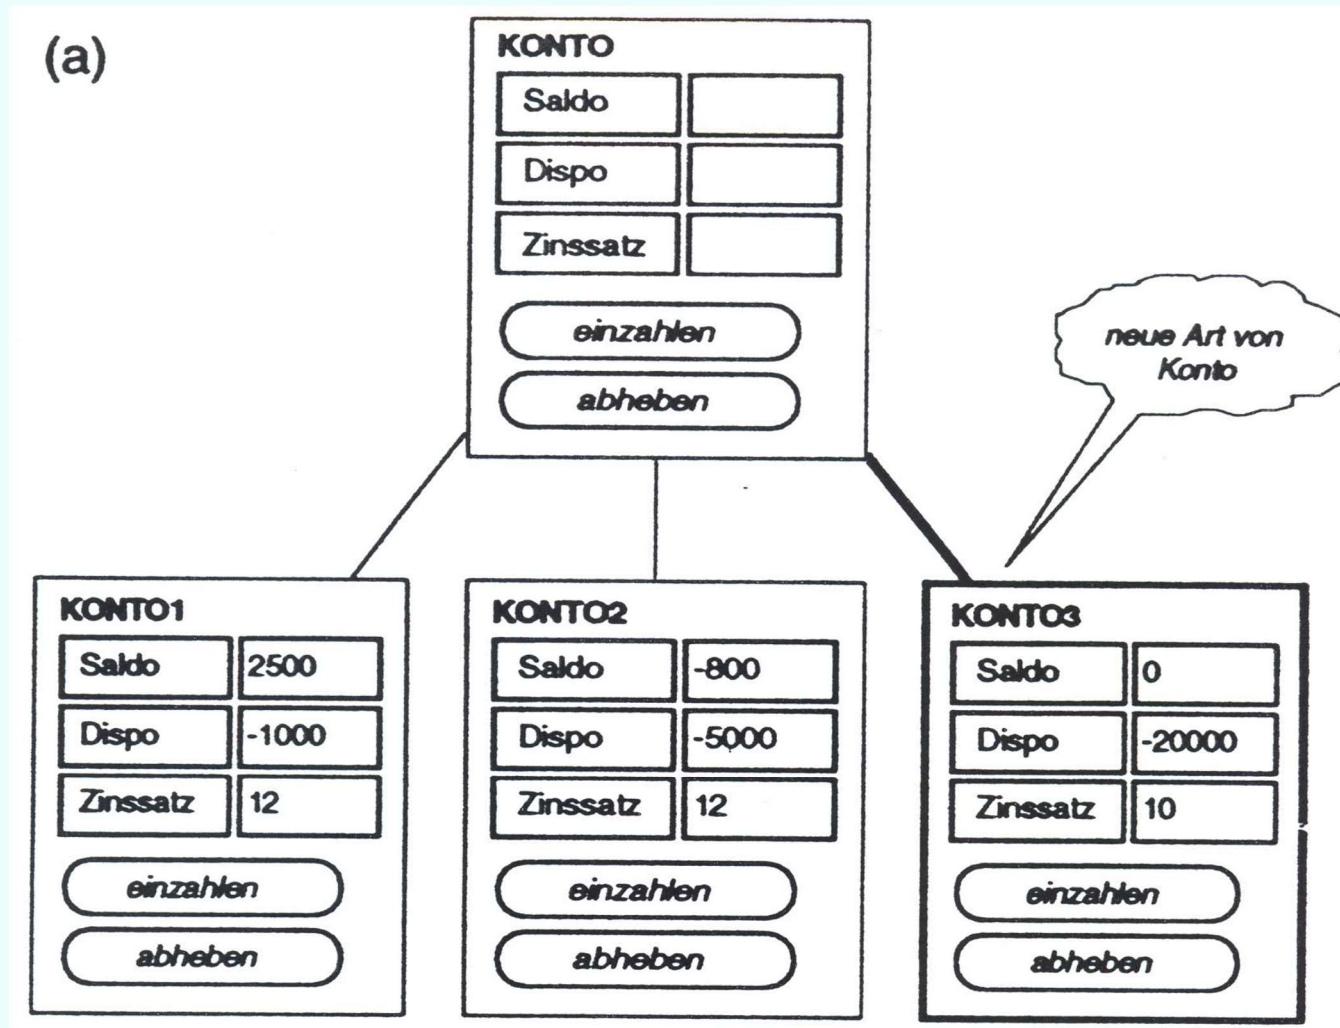 (a)
KONTO
Saldo
Dispo
Zinssatz
einzahlen
abheben
neue Art von
Konto
KONTO1
Saldo 2500
Dispo -1000
Zinssatz 12
einzahlen
abheben
KONTO2
Saldo -800
Dispo -5000
Zinssatz 12
einzahlen
abheben
KONTO3
Saldo 0
Dispo -20000
Zinssatz 10
einzahlen
abheben